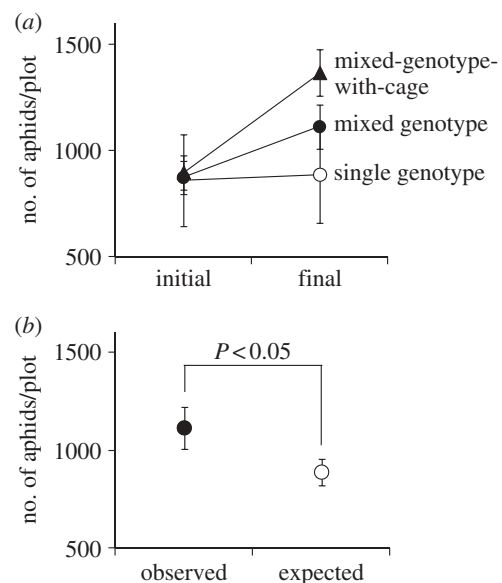 (a)
no. of aphids/plot
1500
1000
500
mixed-genotype-
with-cage
mixed genotype
single genotype
initial final
(b)
no. of aphids/plot
1500
1000
500
P<0.05
observed expected